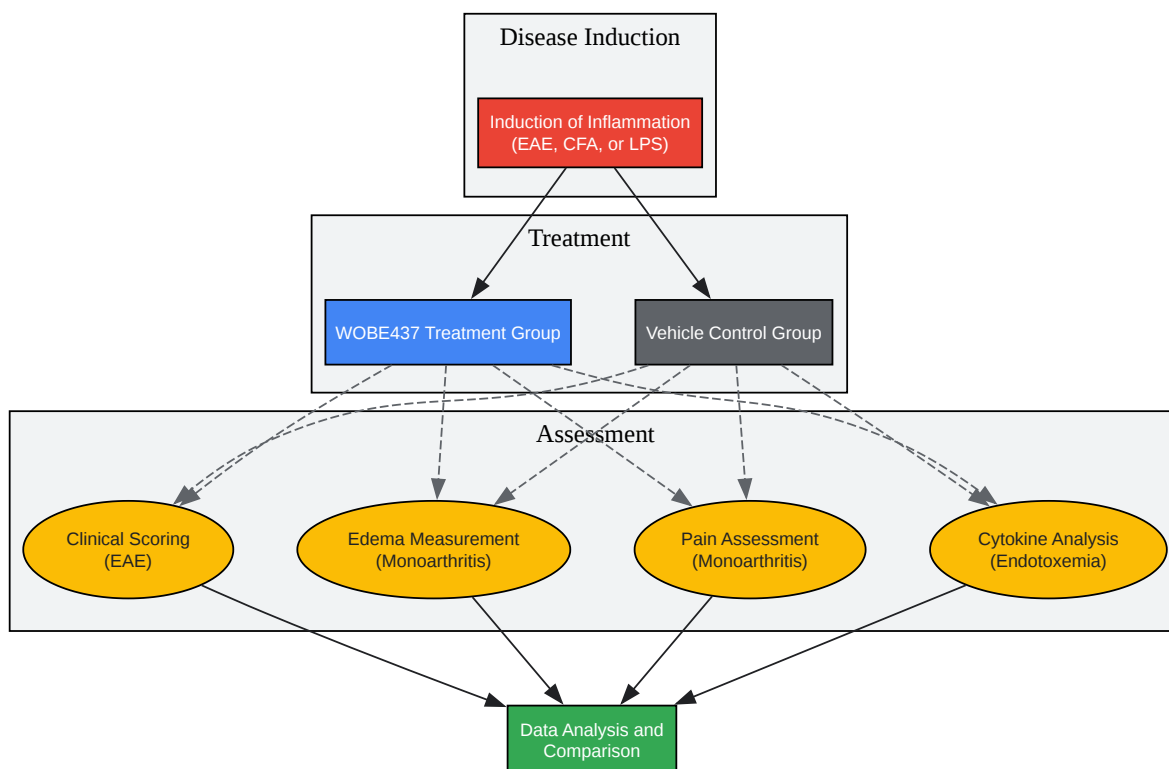 Disease Induction
Induction of Inflammation
(EAE, CFA, or LPS)
Treatment
WOBE437 Treatment Group
Vehicle Control Group
Assessment
Clinical Scoring
(EAE)
Edema Measurement
(Monoarthritis)
Pain Assessment
(Monoarthritis)
Cytokine Analysis
(Endotoxemia)
Data Analysis and
Comparison